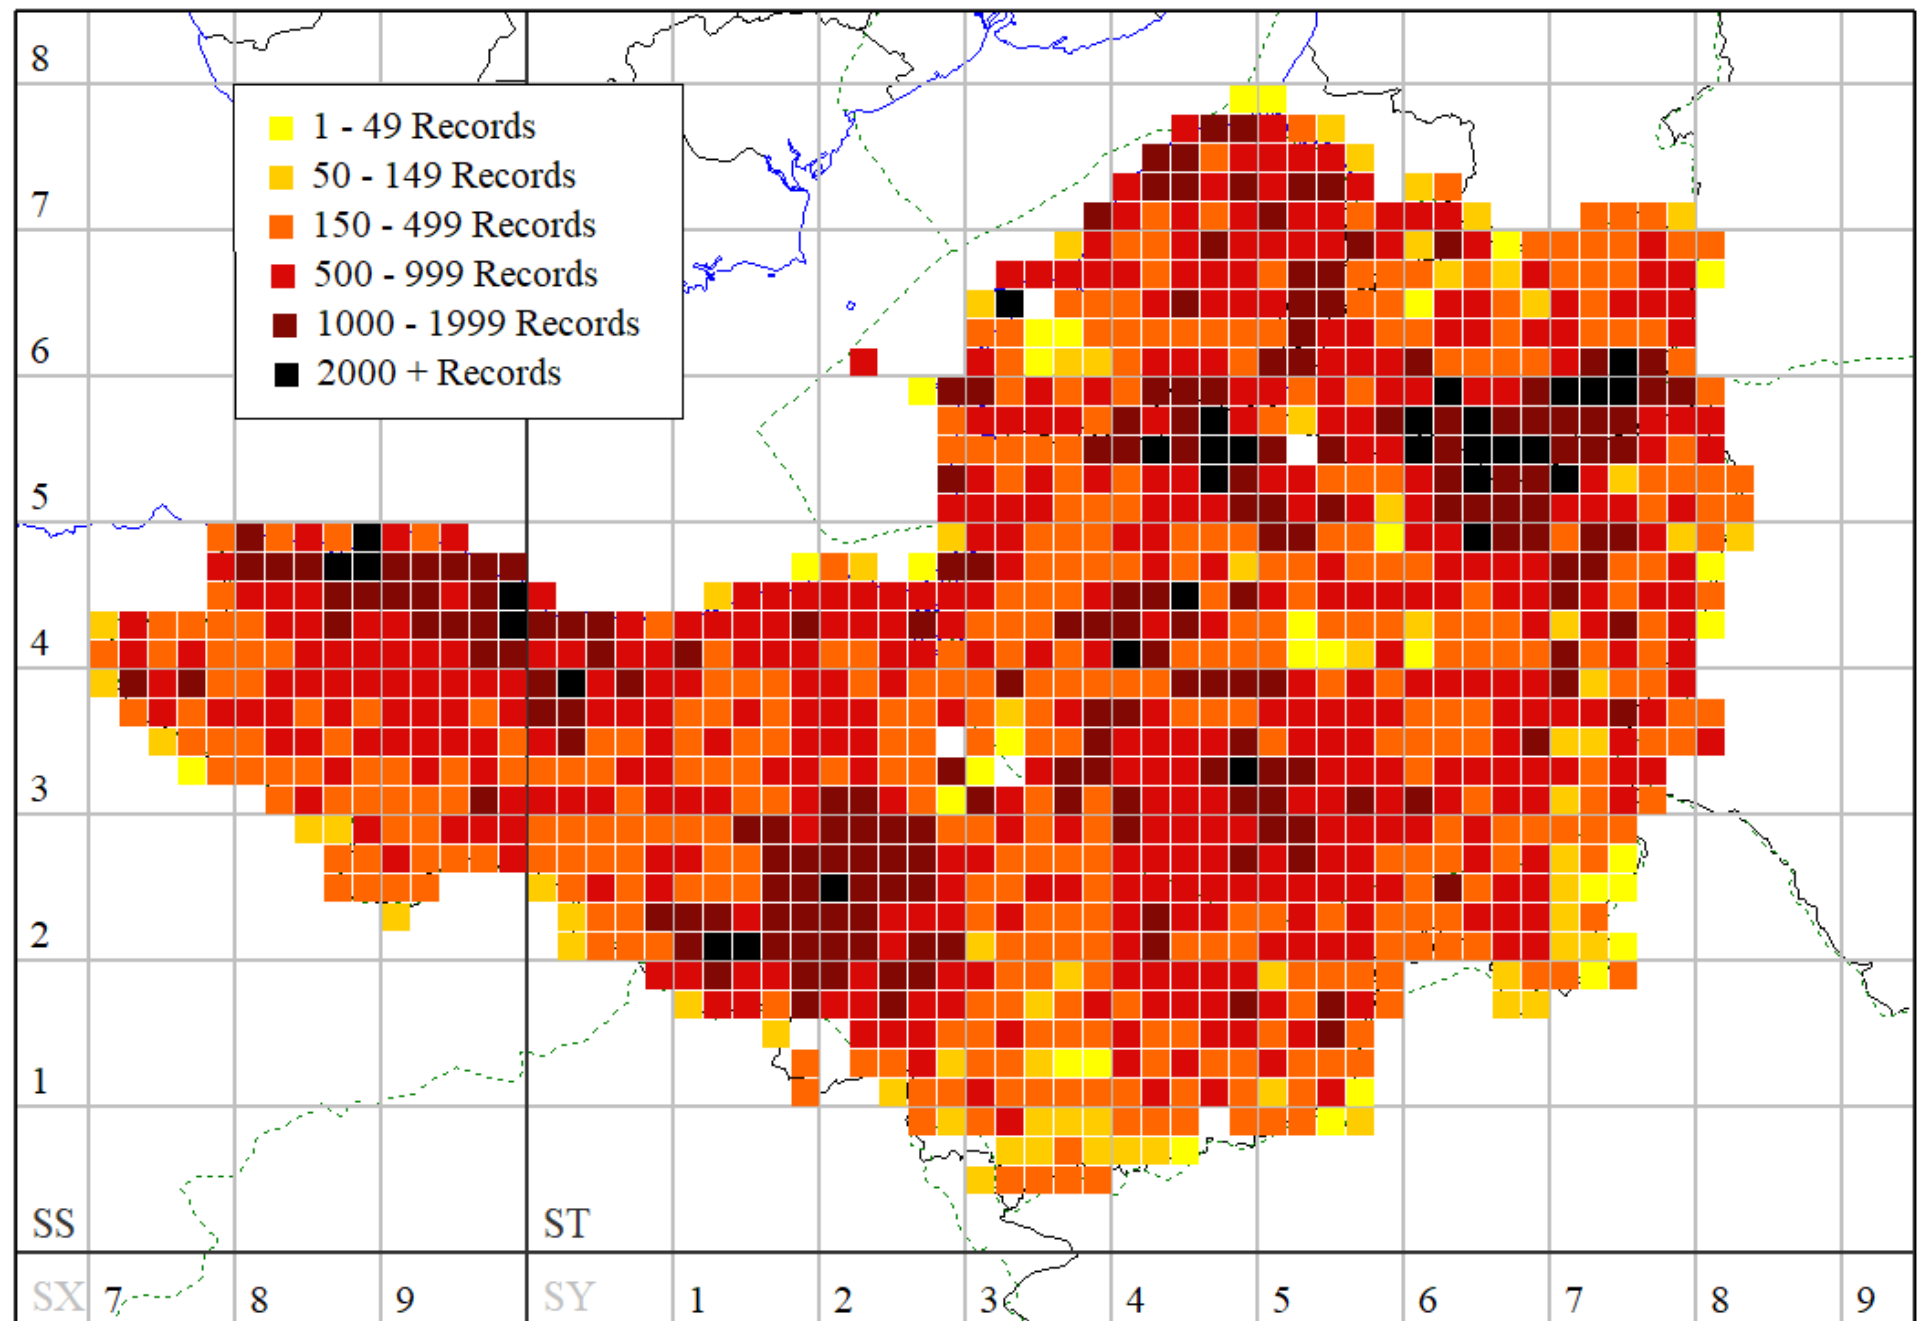 8
1 - 49 Records
50 - 149 Records
7
150 - 499 Records
500 - 999 Records
1000 - 1999 Records
6
2000 + Records
5
4
3
2
1
SS ST
SX 7 8 9 SY 1 2 3 4 5 6 7 8 9